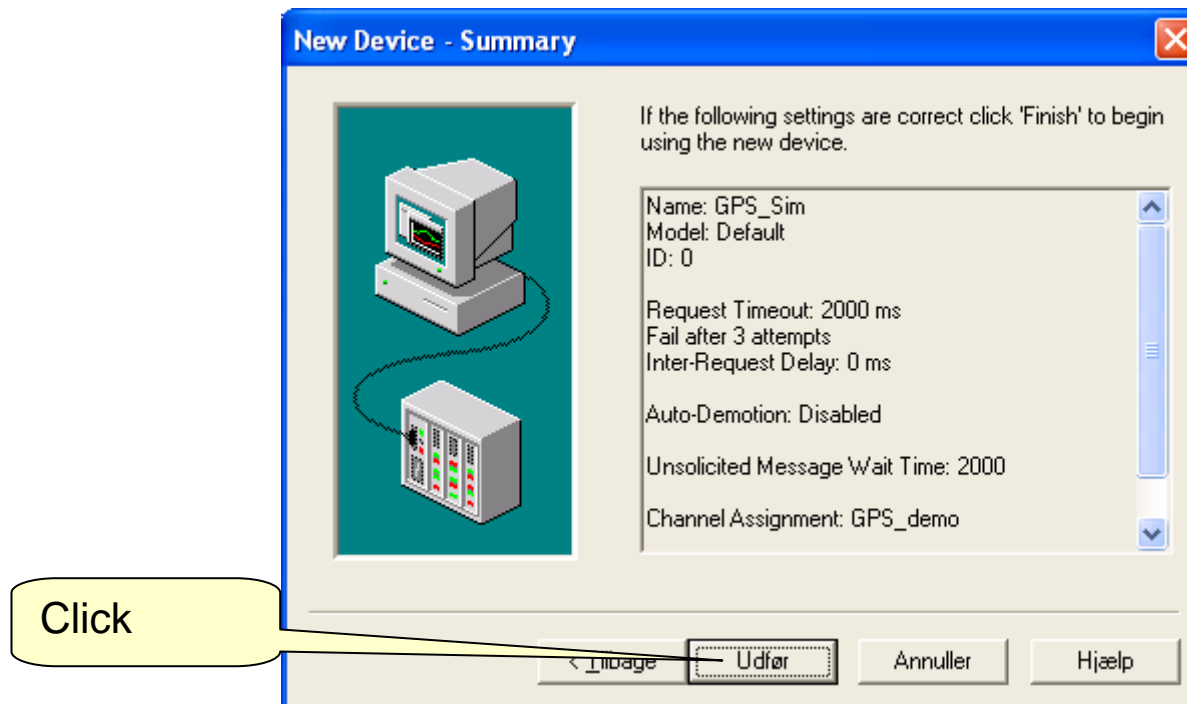 New Device - Summary
If the following settings are correct click 'Finish' to begin
using the new device.
Name: GPS_Sim
Model: Default
ID: 0
Request Timeout: 2000 ms
Fail after 3 attempts
Inter-Request Delay: 0 ms
Auto-Demotion: Disabled
Unsolicited Message Wait Time: 2000
Channel Assignment: GPS_demo
Click
< Tilbage Udfør Annuller Hjælp